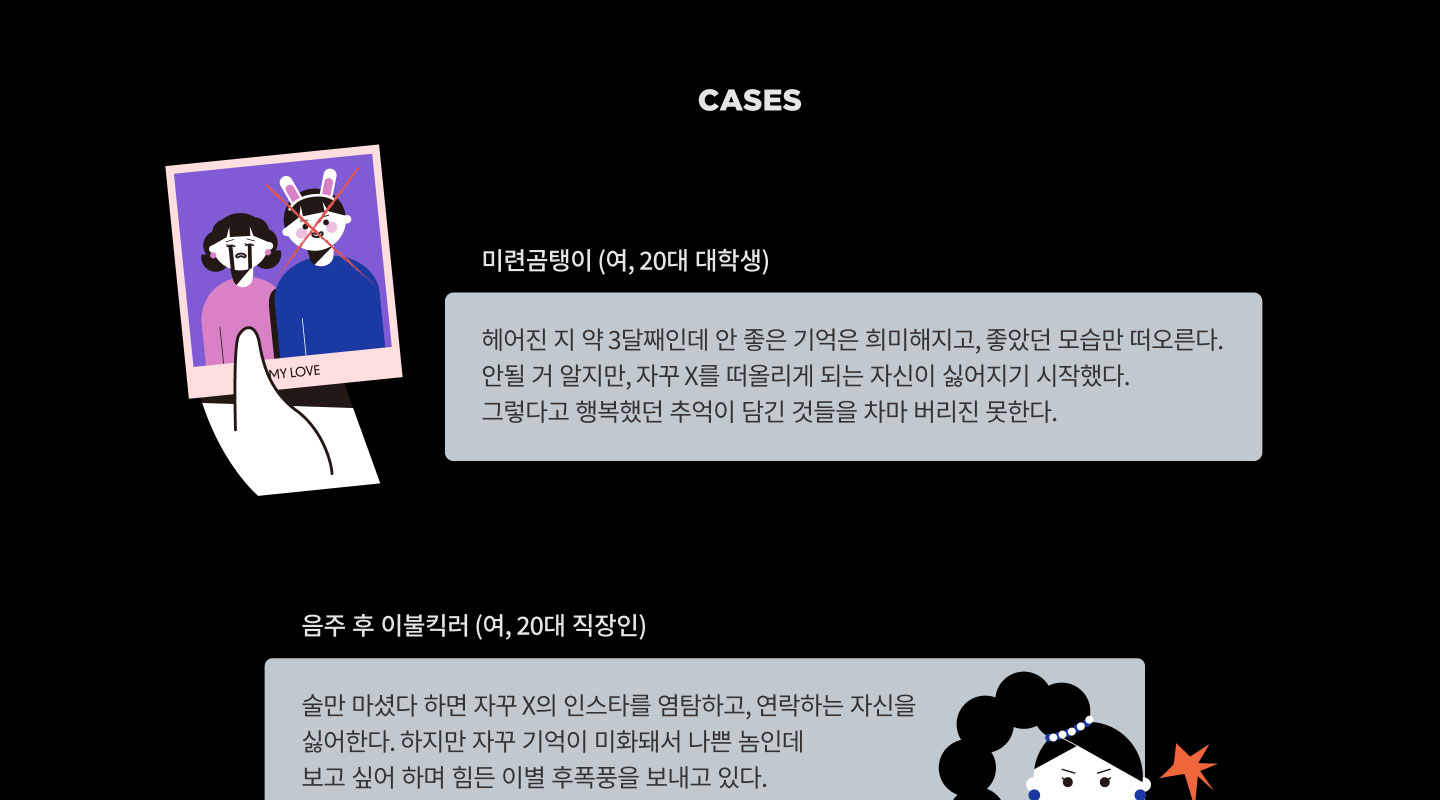 CASES
MY LOVE
미련곰탱이 (여, 20대 대학생)
헤어진 지 약 3달째인데 안 좋은 기억은 희미해지고, 좋았던 모습만 떠오른다.
안될 거 알지만, 자꾸 X를 떠올리게 되는 자신이 싫어지기 시작했다.
그렇다고 행복했던 추억이 담긴 것들을 차마 버리진 못한다.
음주 후 이불킥러 (여, 20대 직장인)
술만 마셨다 하면 자꾸 X의 인스타를 염탐하고, 연락하는 자신을
싫어한다. 하지만 자꾸 기억이 미화돼서 나쁜 놈인데
보고 싶어 하며 힘든 이별 후폭풍을 보내고 있다.